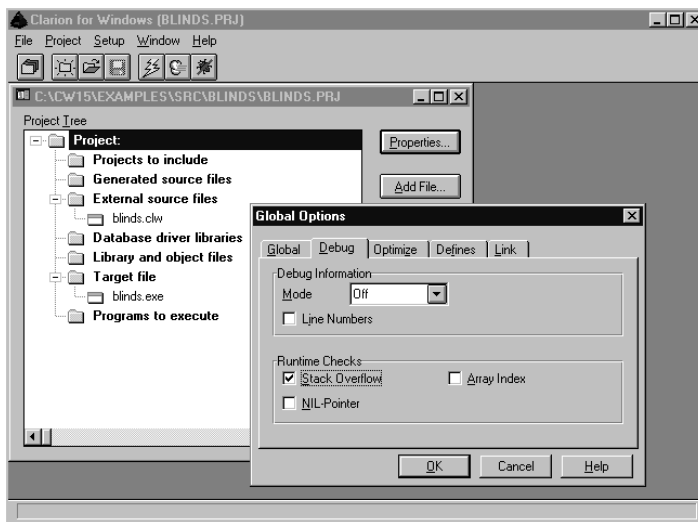 Clarion for Windows (BLINDS.PRJ)
File Project Setup Window Help
C:\CW15\EXAMPLES\SRC\BLINDS\BLINDS.PRJ
Project Tree
Project:
Projects to include
Generated source files
External source files
blinds.clw
Database driver libraries
Library and object files
Target file
blinds.exe
Programs to execute
Properties...
Add File...
Global Options
Global Debug Optimize Defines Link
Debug Information
Mode Off
Line Numbers
Runtime Checks
Stack Overflow Array Index
NIL-Pointer
OK Cancel Help